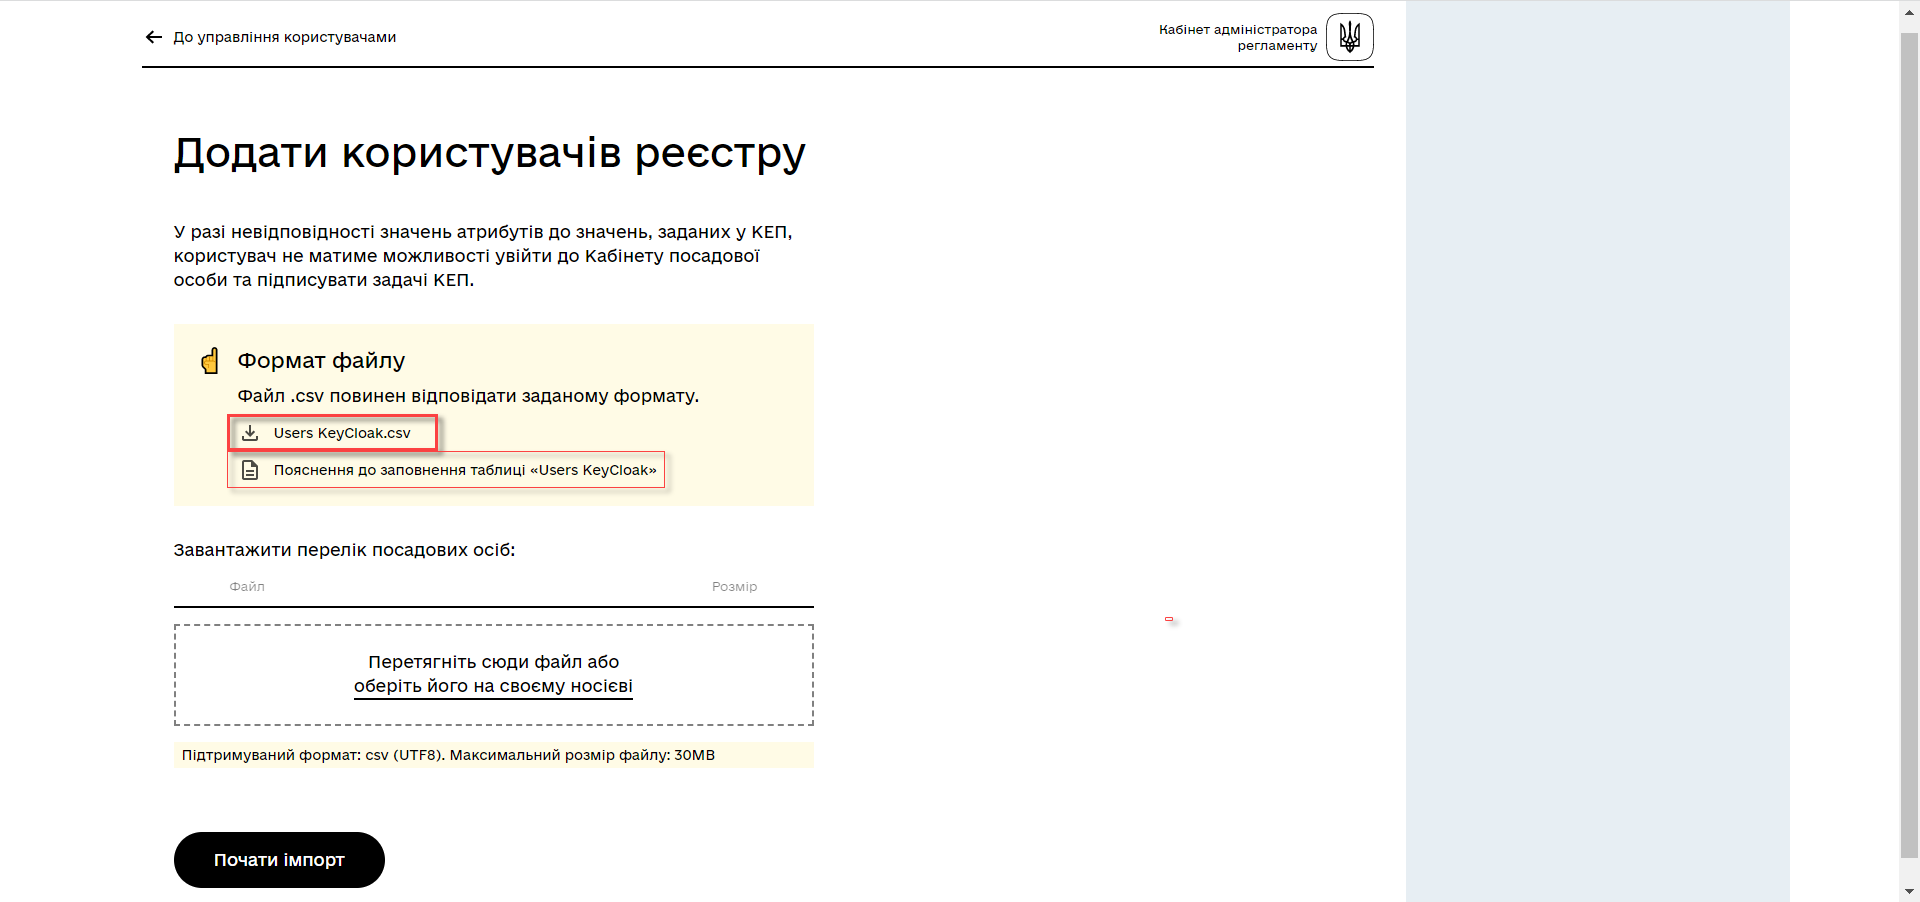 До управління користувачами
Кабінет адміністратора
регламенту
Додати користувачів реєстру
У разі невідповідності значень атрибутів до значень, заданих у КЕП,
користувач не матиме можливості увійти до Кабінету посадової
особи та підписувати задачі КЕП.
Формат файлу
Файл .csv повинен відповідати заданому формату.
Users KeyCloak.csv
Пояснення до заповнення таблиці «Users KeyCloak»
Завантажити перелік посадових осіб:
Файл Розмір
Перетягніть сюди файл або
оберіть його на своєму носієві
Підтримуваний формат: csv (UTF8). Максимальний розмір файлу: 30MB
Почати імпорт